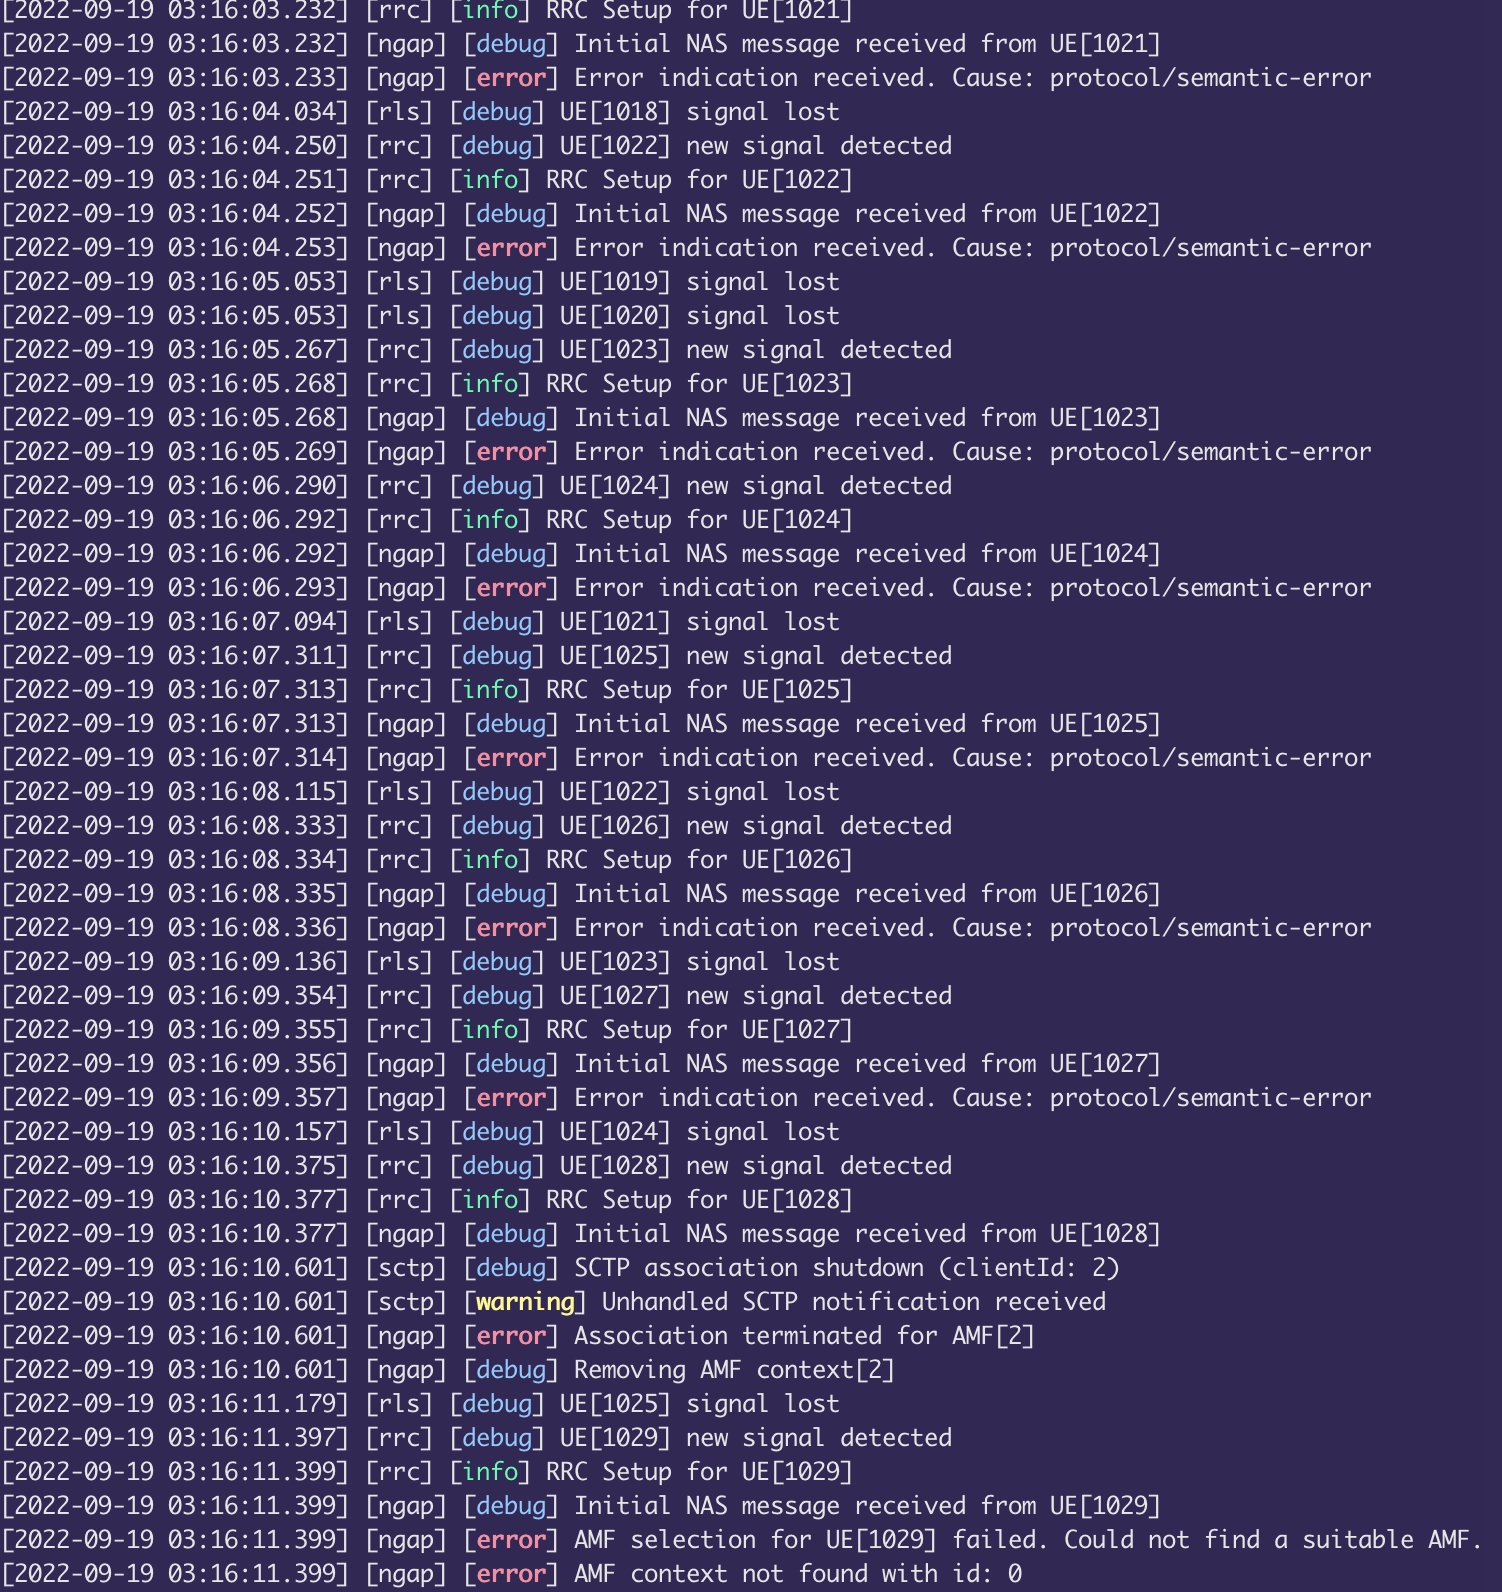 [2022-09-19 03:16:03.232] [rrc] [info] RRC Setup for UE[1021]
[2022-09-19 03:16:03.232] [ngap] [debug] Initial NAS message received from UE[1021]
[2022-09-19 03:16:03.233] [ngap] [error] Error indication received. Cause: protocol/semantic-error
[2022-09-19 03:16:04.034] [rls] [debug] UE[1018] signal lost
[2022-09-19 03:16:04.250] [rrc] [debug] UE[1022] new signal detected
[2022-09-19 03:16:04.251] [rrc] [info] RRC Setup for UE[1022]
[2022-09-19 03:16:04.252] [ngap] [debug] Initial NAS message received from UE[1022]
[2022-09-19 03:16:04.253] [ngap] [error] Error indication received. Cause: protocol/semantic-error
[2022-09-19 03:16:05.053] [rls] [debug] UE[1019] signal lost
[2022-09-19 03:16:05.053] [rls] [debug] UE[1020] signal lost
[2022-09-19 03:16:05.267] [rrc] [debug] UE[1023] new signal detected
[2022-09-19 03:16:05.268] [rrc] [info] RRC Setup for UE[1023]
[2022-09-19 03:16:05.268] [ngap] [debug] Initial NAS message received from UE[1023]
[2022-09-19 03:16:05.269] [ngap] [error] Error indication received. Cause: protocol/semantic-error
[2022-09-19 03:16:06.290] [rrc] [debug] UE[1024] new signal detected
[2022-09-19 03:16:06.292] [rrc] [info] RRC Setup for UE[1024]
[2022-09-19 03:16:06.292] [ngap] [debug] Initial NAS message received from UE[1024]
[2022-09-19 03:16:06.293] [ngap] [error] Error indication received. Cause: protocol/semantic-error
[2022-09-19 03:16:07.094] [rls] [debug] UE[1021] signal lost
[2022-09-19 03:16:07.311] [rrc] [debug] UE[1025] new signal detected
[2022-09-19 03:16:07.313] [rrc] [info] RRC Setup for UE[1025]
[2022-09-19 03:16:07.313] [ngap] [debug] Initial NAS message received from UE[1025]
[2022-09-19 03:16:07.314] [ngap] [error] Error indication received. Cause: protocol/semantic-error
[2022-09-19 03:16:08.115] [rls] [debug] UE[1022] signal lost
[2022-09-19 03:16:08.333] [rrc] [debug] UE[1026] new signal detected
[2022-09-19 03:16:08.334] [rrc] [info] RRC Setup for UE[1026]
[2022-09-19 03:16:08.335] [ngap] [debug] Initial NAS message received from UE[1026]
[2022-09-19 03:16:08.336] [ngap] [error] Error indication received. Cause: protocol/semantic-error
[2022-09-19 03:16:09.136] [rls] [debug] UE[1023] signal lost
[2022-09-19 03:16:09.354] [rrc] [debug] UE[1027] new signal detected
[2022-09-19 03:16:09.355] [rrc] [info] RRC Setup for UE[1027]
[2022-09-19 03:16:09.356] [ngap] [debug] Initial NAS message received from UE[1027]
[2022-09-19 03:16:09.357] [ngap] [error] Error indication received. Cause: protocol/semantic-error
[2022-09-19 03:16:10.157] [rls] [debug] UE[1024] signal lost
[2022-09-19 03:16:10.375] [rrc] [debug] UE[1028] new signal detected
[2022-09-19 03:16:10.377] [rrc] [info] RRC Setup for UE[1028]
[2022-09-19 03:16:10.377] [ngap] [debug] Initial NAS message received from UE[1028]
[2022-09-19 03:16:10.601] [sctp] [debug] SCTP association shutdown (clientId: 2)
[2022-09-19 03:16:10.601] [sctp] [warning] Unhandled SCTP notification received
[2022-09-19 03:16:10.601] [ngap] [error] Association terminated for AMF[2]
[2022-09-19 03:16:10.601] [ngap] [debug] Removing AMF context[2]
[2022-09-19 03:16:11.179] [rls] [debug] UE[1025] signal lost
[2022-09-19 03:16:11.397] [rrc] [debug] UE[1029] new signal detected
[2022-09-19 03:16:11.399] [rrc] [info] RRC Setup for UE[1029]
[2022-09-19 03:16:11.399] [ngap] [debug] Initial NAS message received from UE[1029]
[2022-09-19 03:16:11.399] [ngap] [error] AMF selection for UE[1029] failed. Could not find a suitable AMF.
[2022-09-19 03:16:11.399] [ngap] [error] AMF context not found with id: 0